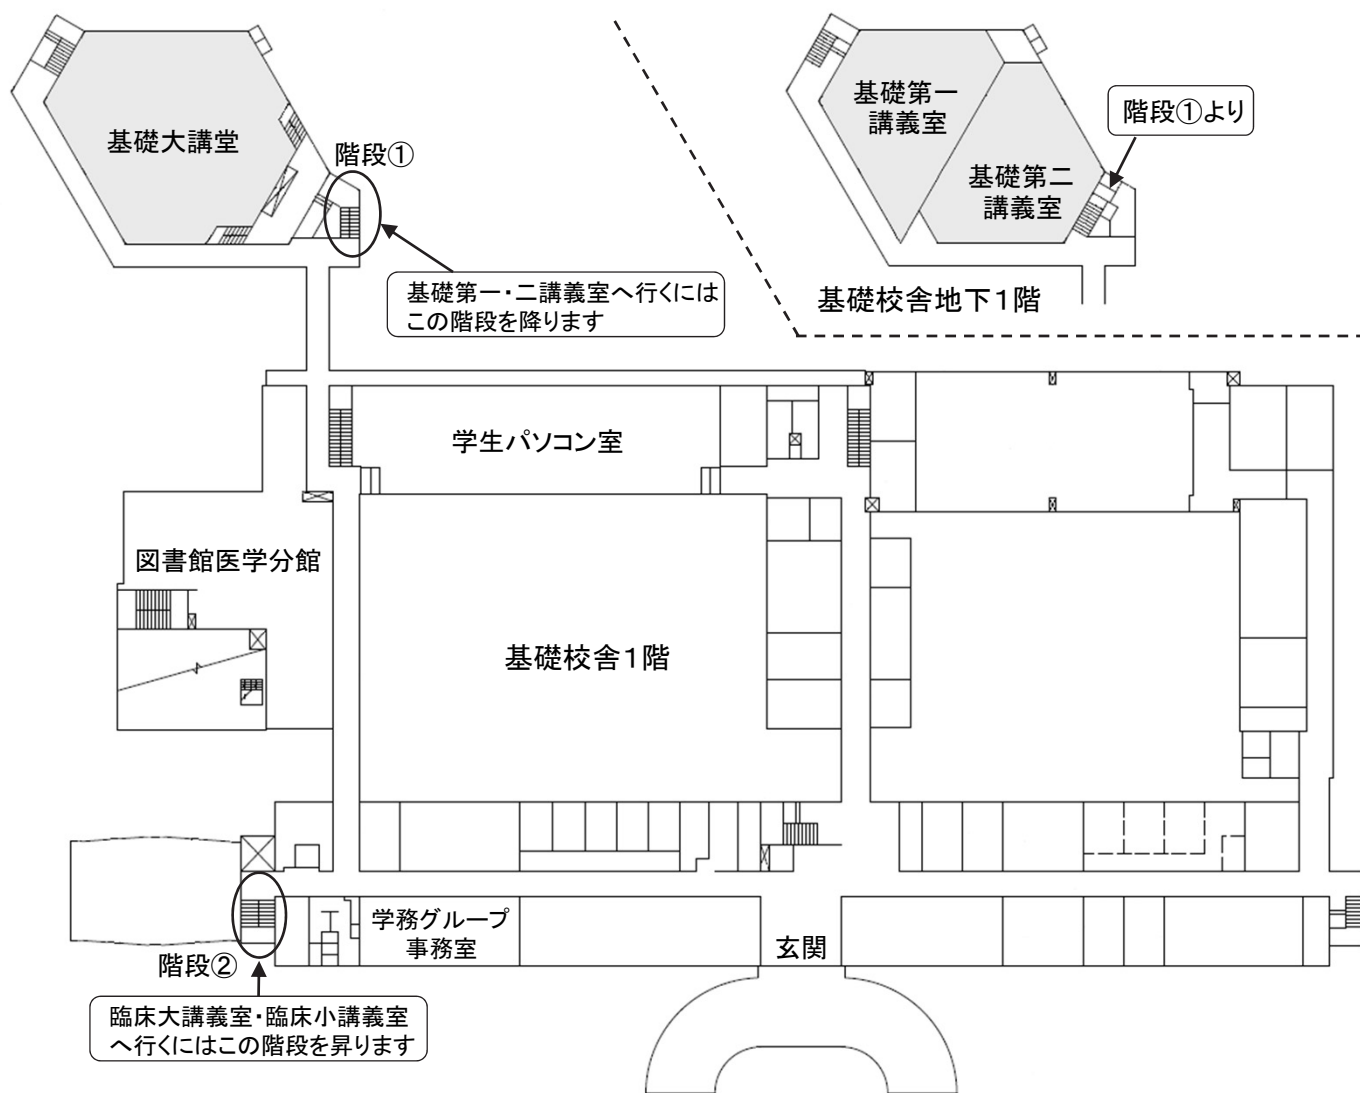 基礎大講堂
階段①
基礎第一・二講義室へ行くには
この階段を降ります
基礎第一
講義室
基礎第二
講義室
階段①より
基礎校舎地下1階
学生パソコン室
図書館医学分館
基礎校舎1階
学務グループ
事務室
玄関
階段②
臨床大講義室・臨床小講義室
へ行くにはこの階段を昇ります